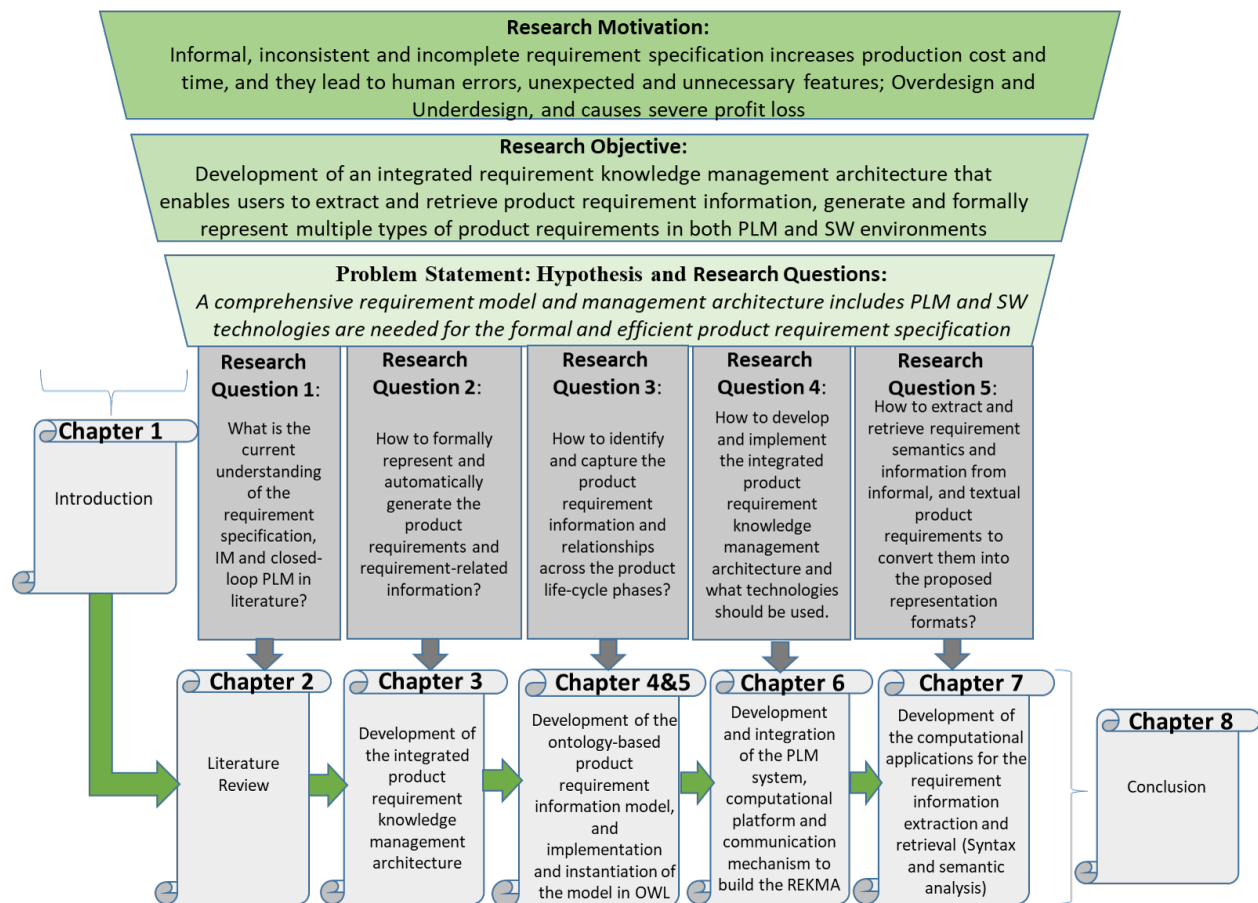 Research Motivation:
Informal, inconsistent and incomplete requirement specification increases production cost and
time, and they lead to human errors, unexpected and unnecessary features; Overdesign and
Underdesign, and causes severe profit loss
Research Objective:
Development of an integrated requirement knowledge management architecture that
enables users to extract and retrieve product requirement information, generate and formally
represent multiple types of product requirements in both PLM and SW environments
Problem Statement: Hypothesis and Research Questions:
A comprehensive requirement model and management architecture includes PLM and SW
technologies are needed for the formal and efficient product requirement specification
Research
Question 1:
What is the
current
understanding
of the
requirement
specification,
IM and closed-
loop PLM in
literature?
Research
Question 2:
How to formally
represent and
automatically
generate the
product
requirements and
requirement-related
information?
Research
Question 3:
How to identify
and capture the
product
requirement
information and
relationships
across the product
life-cycle phases?
Research
Question 4:
How to develop
and implement
the integrated
product
requirement
knowledge
management
architecture and
what technologies
should be used.
Research
Question 5:
How to extract and
retrieve requirement
semantics and
information from
informal, and textual
product
requirements to
convert them into
the proposed
representation
formats?
Chapter 1
Introduction
Chapter 2
Literature
Review
Chapter 3
Development of
the integrated
product
requirement
knowledge
management
architecture
Chapter 4&5
Development of the
ontology-based
product
requirement
information model,
and
implementation
and instantiation
of the model in OWL
Chapter 6
Development
and integration
of the PLM
system,
computational
platform and
communication
mechanism to
build the REKMA
Chapter 7
Development of
the computational
applications for the
requirement
information
extraction and
retrieval (Syntax
and semantic
analysis)
Chapter 8
Conclusion